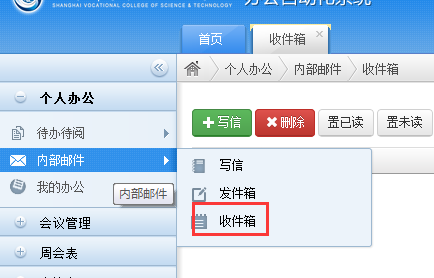 SHANGHAI VOCATIONAL COLLEGE OF SCIENCE & TECHNOLOGY
办公自动化系统
首页
收件箱
个人办公 内部邮件 收件箱
个人办公
待办待阅
内部邮件
我的办公
会议管理
周会表
写信 删除 置已读 置未读
写信
发件箱
收件箱
内部邮件